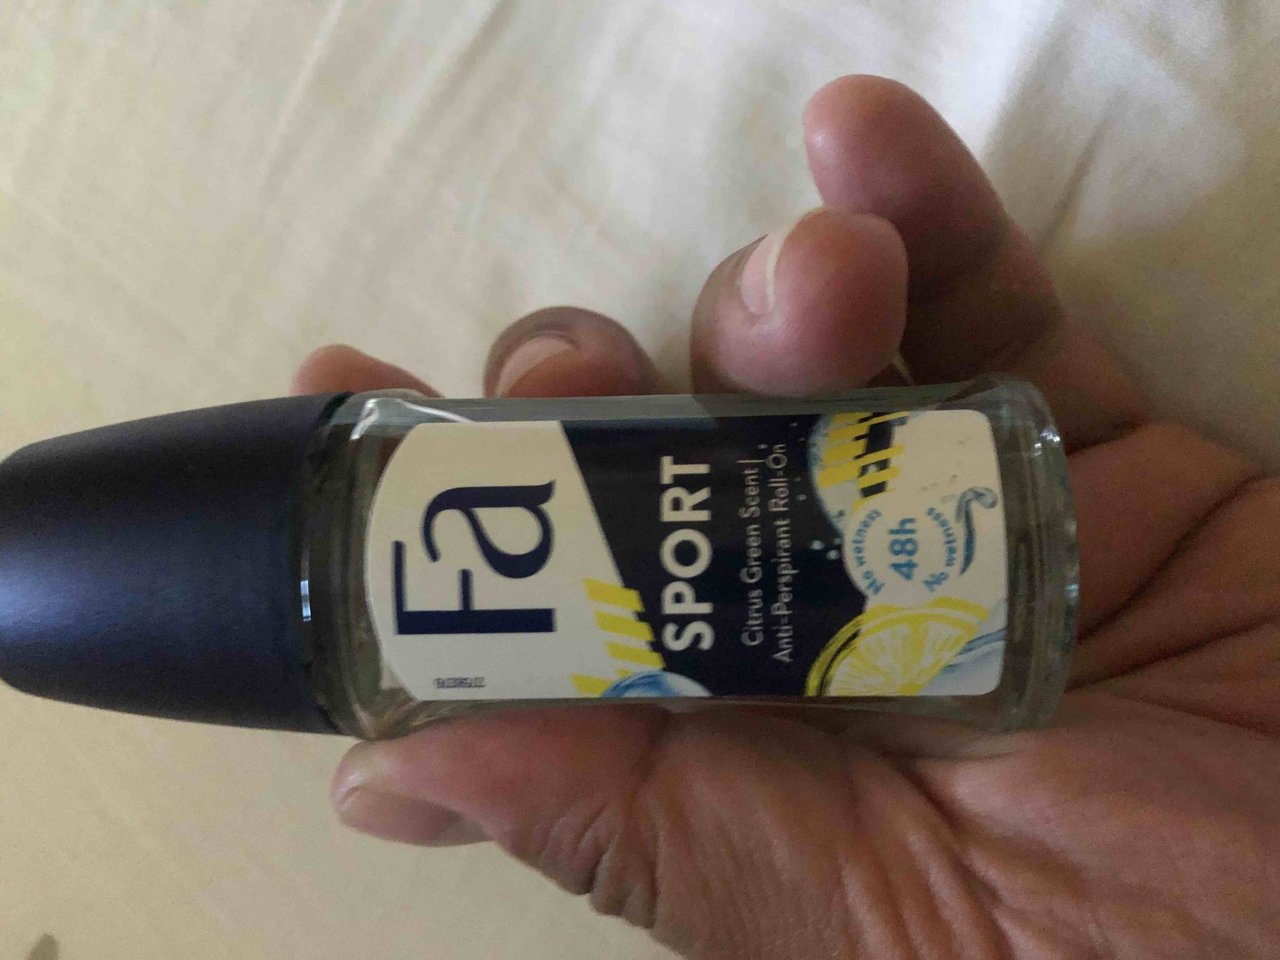 Fa
SPORT
Citrus Green Scent |
Anti-Perspirant Roll-On
No wetness
48h
No wetness